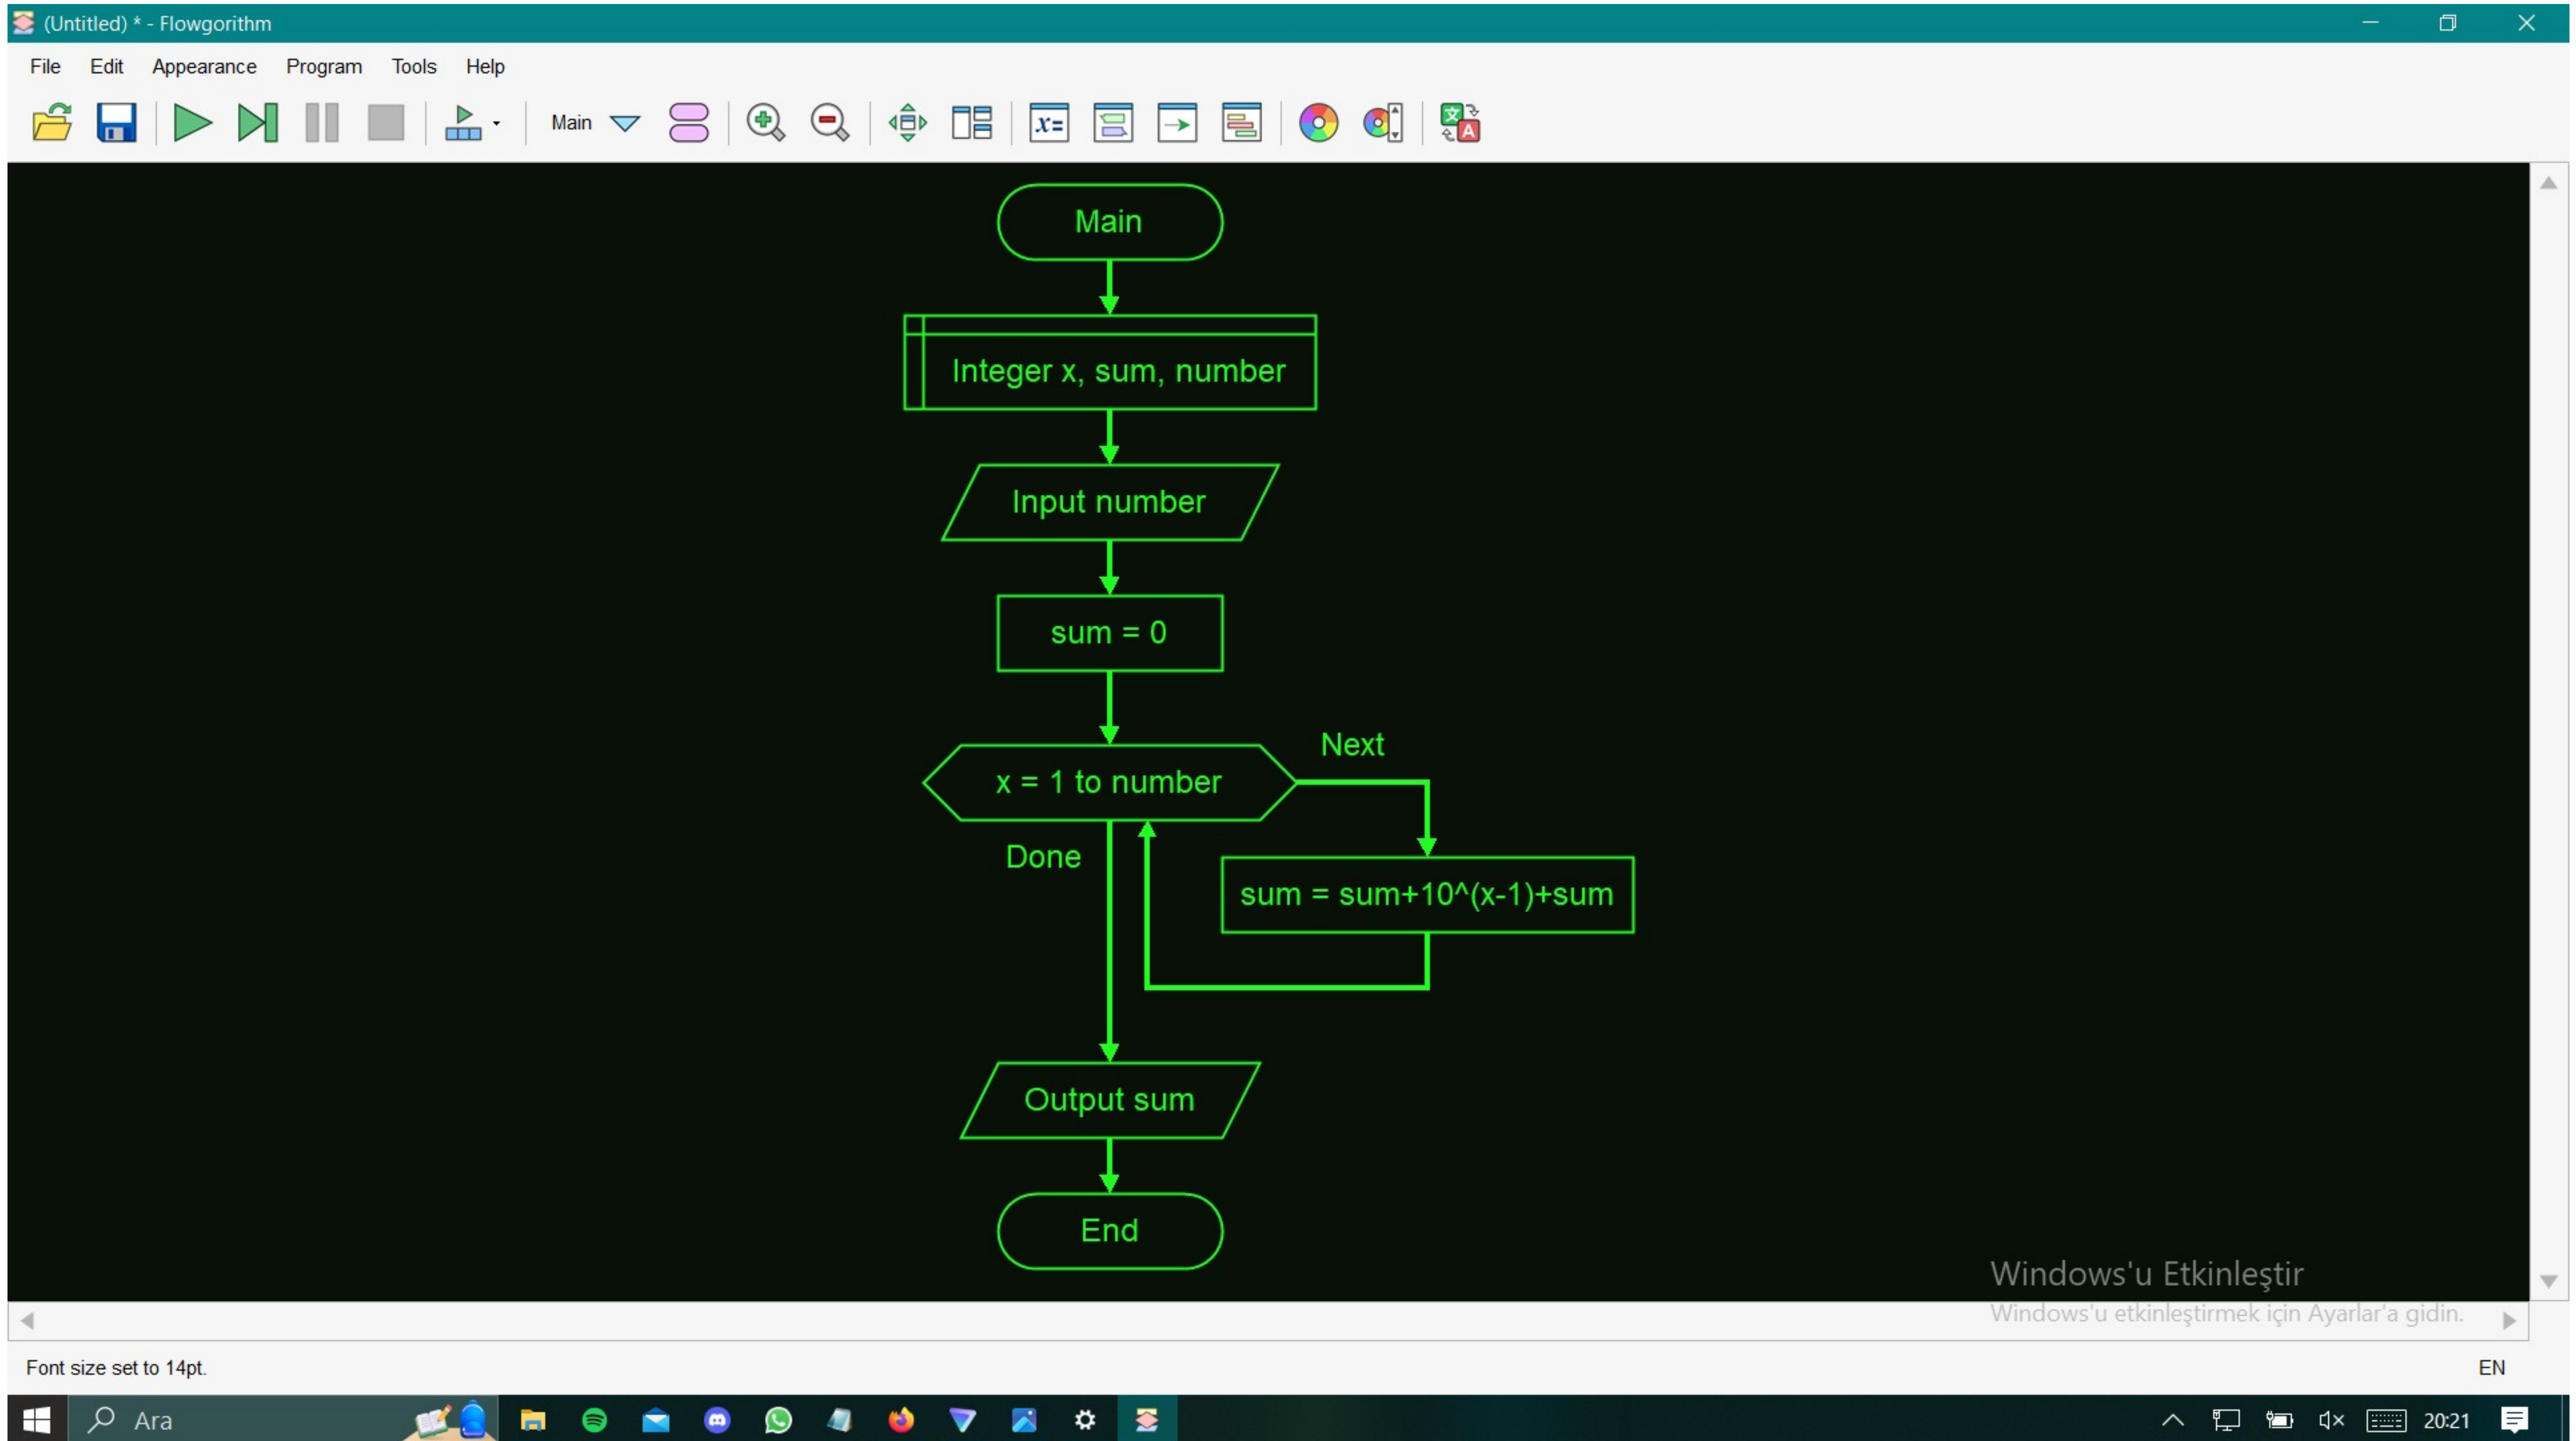 (Untitled) * - Flowgorithm
File Edit Appearance Program Tools Help
Main
x=
文
A
Main
Integer x, sum, number
Input number
sum = 0
x = 1 to number
Next
Done
sum = sum+10^(x-1)+sum
Output sum
End
Windows'u Etkinleştir
Windows'u etkinleştirmek için Ayarlar'a gidin.
Font size set to 14pt.
EN
Ara
20:21